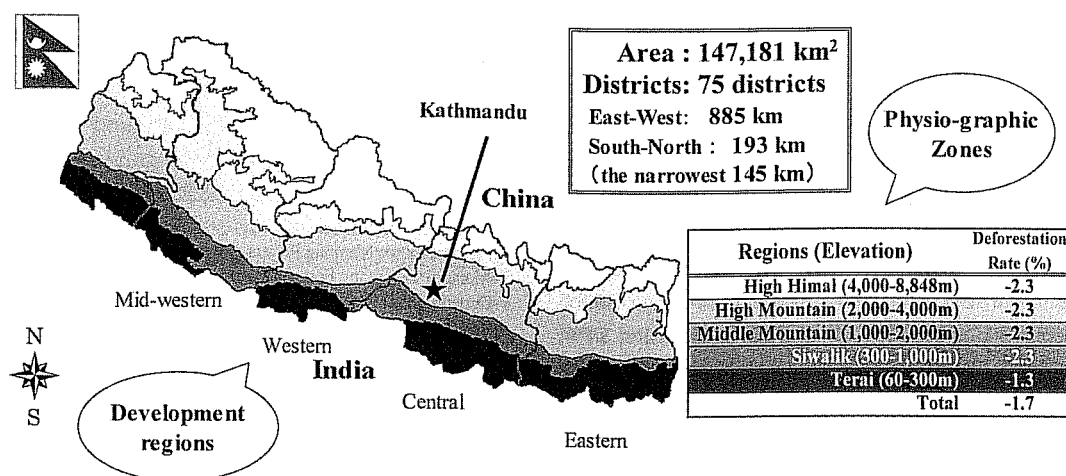 Area : 147,181 km²
Districts: 75 districts
East-West: 885 km
South-North : 193 km
(the narrowest 145 km)
Kathmandu
Physio-graphic
Zones
China
Regions (Elevation) Deforestation Rate (%)
High Himal (4,000-8,848m) -2.3
High Mountain (2,000-4,000m) -2.3
Middle Mountain (1,000-2,000m) -2.3
Siwalik (300-1,000m) -2.3
Terai (60-300m) -1.3
Total -1.7
Mid-western
Western
India
Central
Eastern
N
S
Development
regions